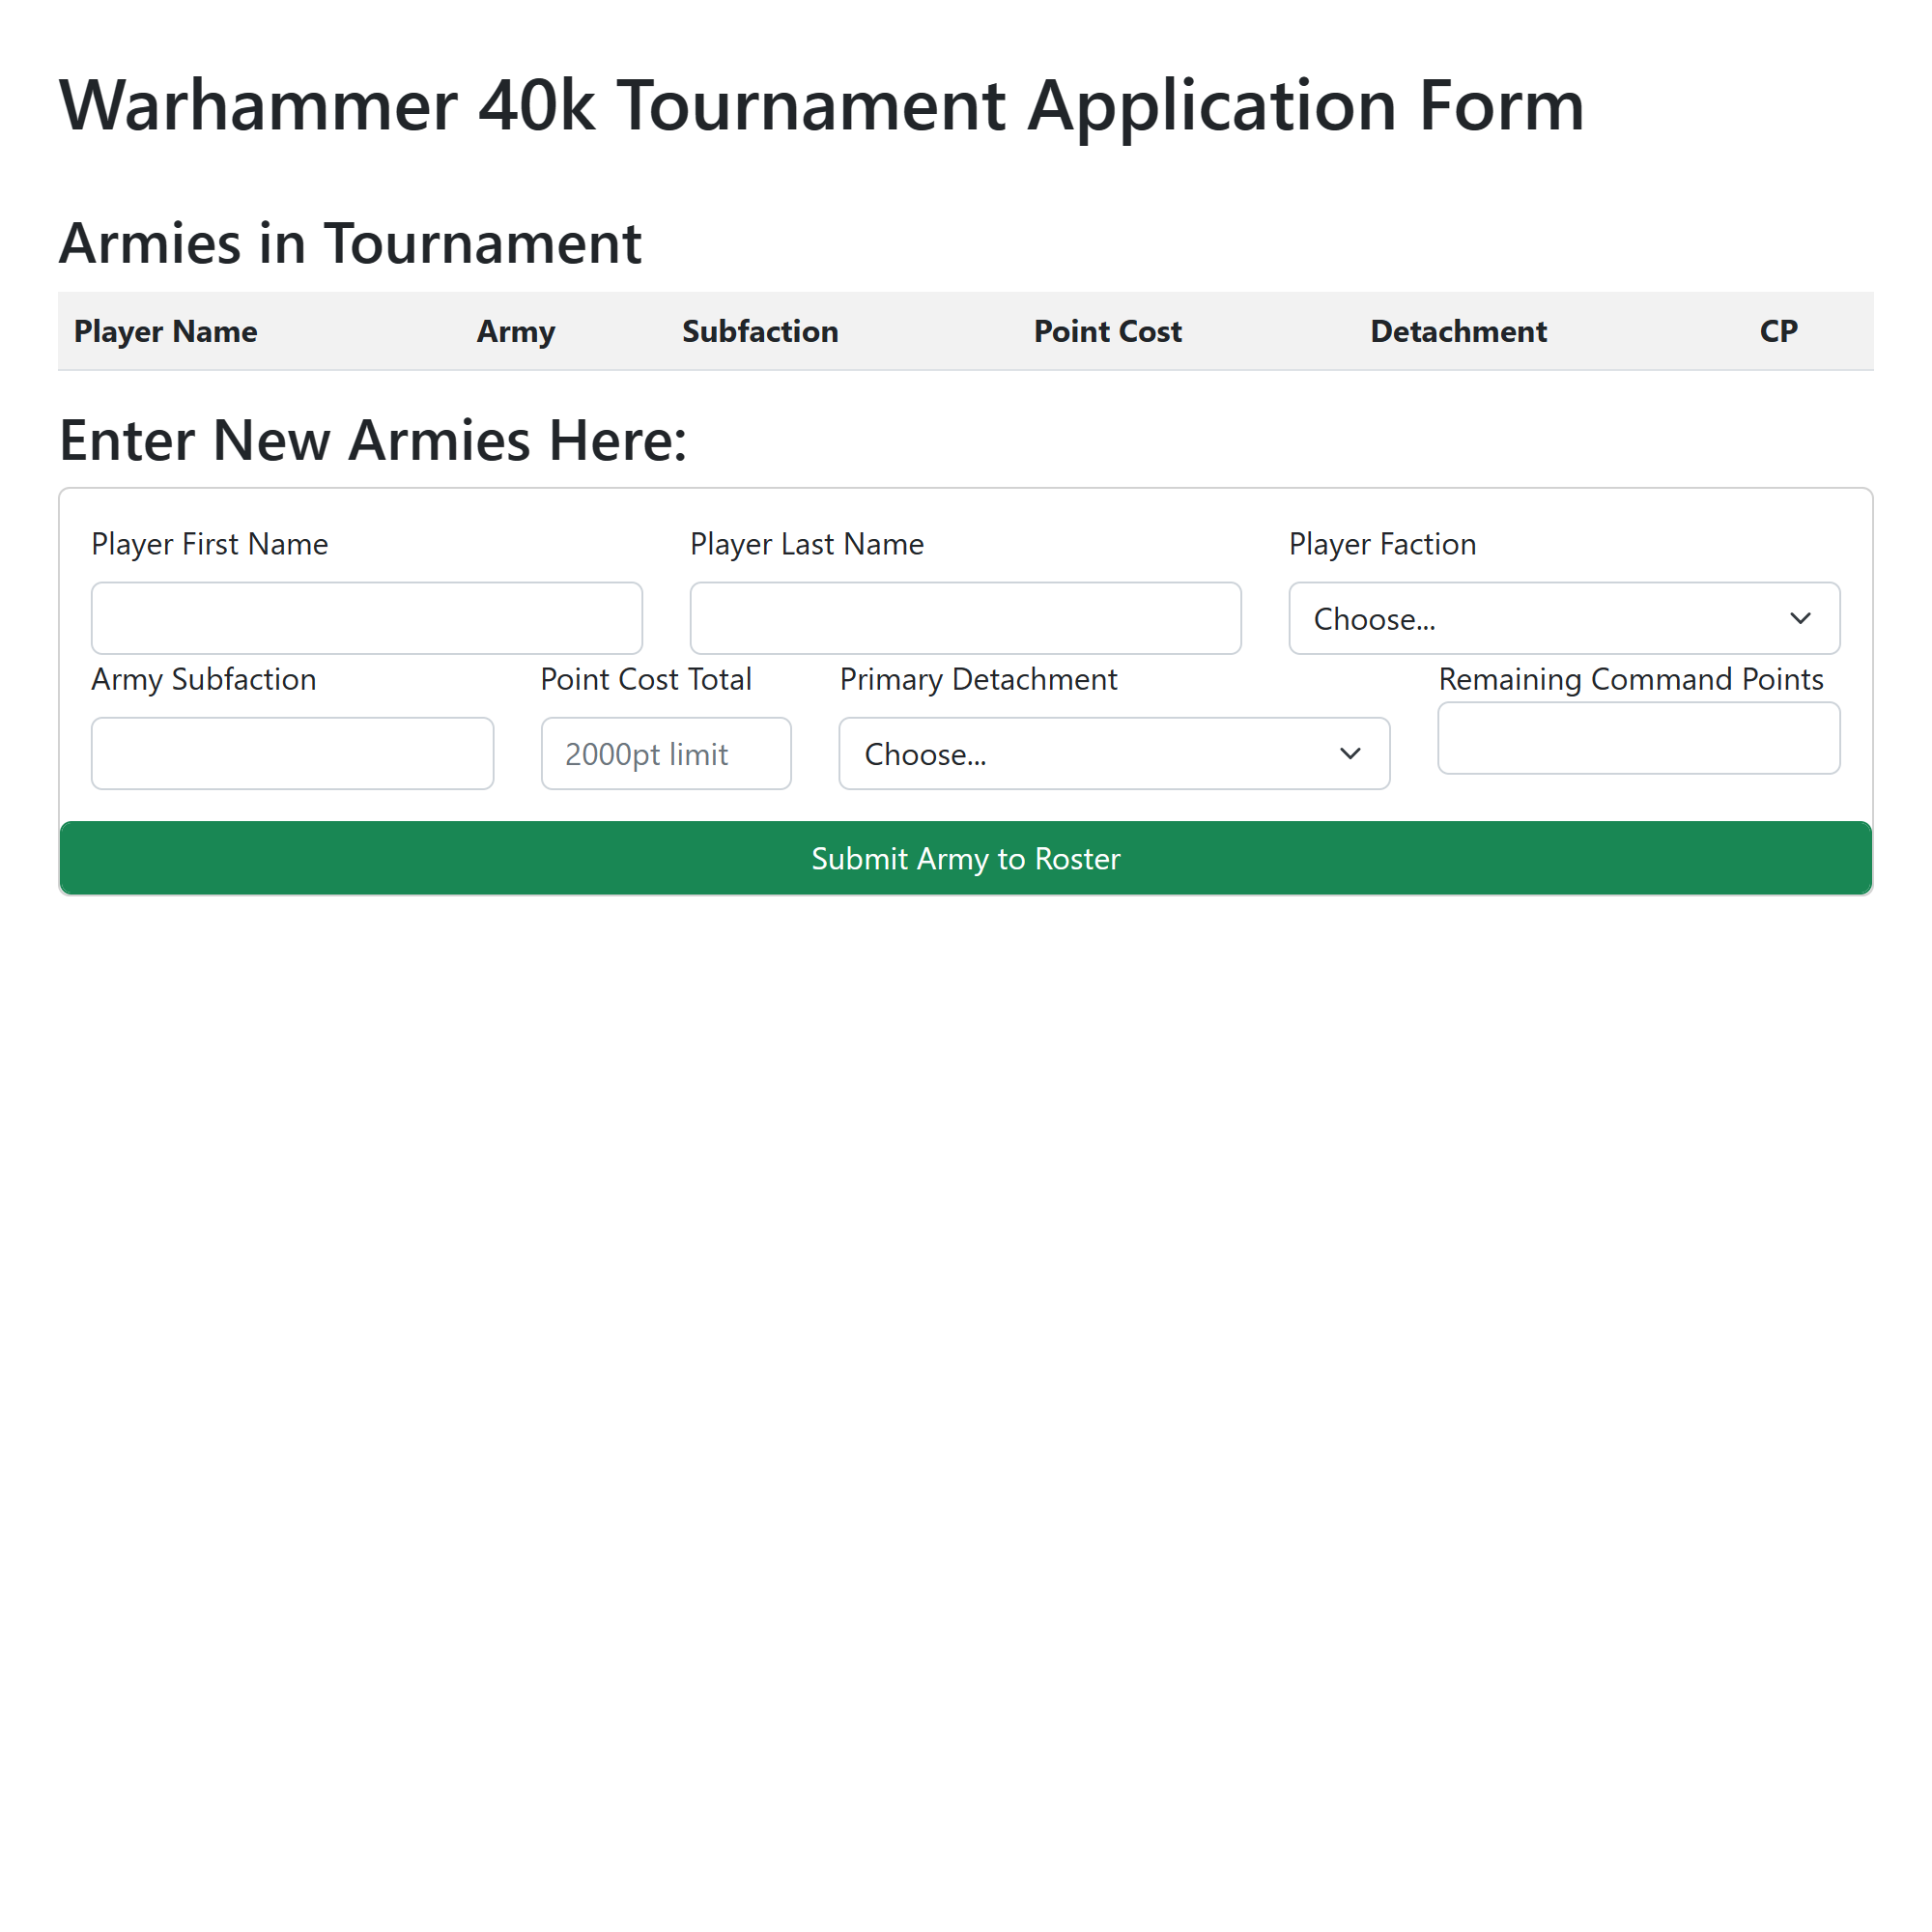 Warhammer 40k Tournament Application Form
Armies in Tournament
Player Name Army Subfaction Point Cost Detachment CP
Enter New Armies Here:
Player First Name Player Last Name Player Faction
Choose...
Army Subfaction Point Cost Total Primary Detachment Remaining Command Points
2000pt limit Choose...
Submit Army to Roster